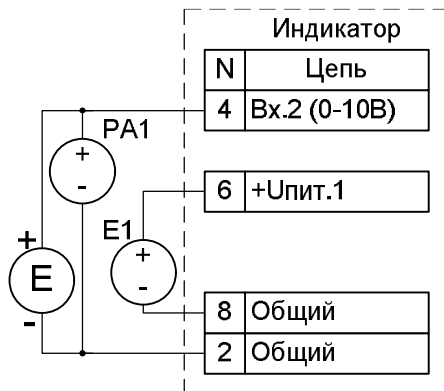 Индикатор
N Цепь
4 Вх.2 (0-10В)
PA1
+
-
6 +Uпит.1
E1
+
-
+
E
-
8 Общий
2 Общий